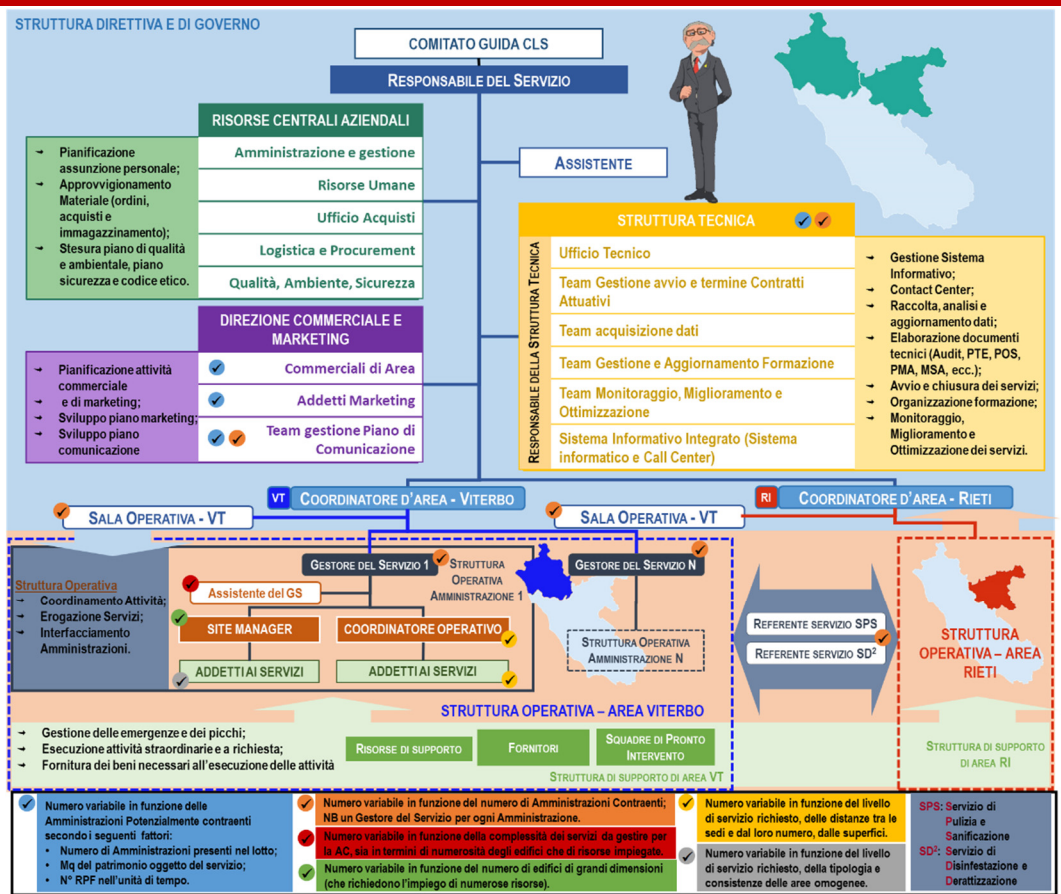 STRUTTURA DIRETTIVA E DI GOVERNO
COMITATO GUIDA CLS
RESPONSABILE DEL SERVIZIO
RISORSE CENTRALI AZIENDALI
Amministrazione e gestione
Risorse Umane
Ufficio Acquisti
Logistica e Procurement
Qualità, Ambiente, Sicurezza
→ Pianificazione
assunzione personale;
→ Approvvigionamento
Materiale (ordini,
acquisti e
immagazzinamento);
→ Stesura piano di qualità
e ambientale, piano
sicurezza e codice etico.
ASSISTENTE
DIREZIONE COMMERCIALE E
MARKETING
Commerciali di Area
Addetti Marketing
Team gestione Piano di
Comunicazione
→ Pianificazione attività
commerciale
→ e di marketing;
→ Sviluppo piano marketing;
→ Sviluppo piano
comunicazione
STRUTTURA TECNICA
RESPONSABILE DELLA STRUTTURA TECNICA
Ufficio Tecnico
Team Gestione avvio e termine Contratti
Attuativi
Team acquisizione dati
Team Gestione e Aggiornamento Formazione
Team Monitoraggio, Miglioramento e
Ottimizzazione
Sistema Informativo Integrato (Sistema
informatico e Call Center)
→ Gestione Sistema
Informativo;
→ Contact Center;
→ Raccolta, analisi e
aggiornamento dati;
→ Elaborazione documenti
tecnici (Audit, PTE, POS,
PMA, MSA, ecc.);
→ Avvio e chiusura dei servizi;
→ Organizzazione formazione;
→ Monitoraggio,
Miglioramento e
Ottimizzazione dei servizi.
VT COORDINATORE D'AREA - VITERBO
RI COORDINATORE D'AREA - RIETI
SALA OPERATIVA - VT
SALA OPERATIVA - VT
Struttura Operativa
→ Coordinamento Attività;
→ Erogazione Servizi;
→ Interfacciamento
Amministrazioni.
GESTORE DEL SERVIZIO 1
STRUTTURA
OPERATIVA
AMMINISTRAZIONE 1
Assistente del GS
SITE MANAGER
COORDINATORE OPERATIVO
ADDETTI AI SERVIZI
ADDETTI AI SERVIZI
GESTORE DEL SERVIZIO N
STRUTTURA OPERATIVA
AMMINISTRAZIONE N
REFERENTE SERVIZIO SPS
REFERENTE SERVIZIO SD²
STRUTTURA
OPERATIVA – AREA
RIETI
STRUTTURA OPERATIVA – AREA VITERBO
→ Gestione delle emergenze e dei picchi;
→ Esecuzione attività straordinarie e a richiesta;
→ Fornitura dei beni necessari all'esecuzione delle attività
RISORSE DI SUPPORTO
FORNITORI
SQUADRE DI PRONTO
INTERVENTO
STRUTTURA DI SUPPORTO DI AREA VT
STRUTTURA DI SUPPORTO
DI AREA RI
Numero variabile in funzione delle
Amministrazioni Potenzialmente contraenti
secondo i seguenti fattori:
• Numero di Amministrazioni presenti nel lotto;
• Mq del patrimonio oggetto del servizio;
• N° RPF nell'unità di tempo.
Numero variabile in funzione del numero di Amministrazioni Contraenti;
NB un Gestore del Servizio per ogni Amministrazione.
Numero variabile in funzione della complessità dei servizi da gestire per
la AC, sia in termini di numerosità degli edifici che di risorse impiegate.
Numero variabile in funzione del numero di edifici di grandi dimensioni
(che richiedono l'impiego di numerose risorse).
Numero variabile in funzione del livello
di servizio richiesto, delle distanze tra le
sedi e dal loro numero, dalle superfici.
Numero variabile in funzione del livello
di servizio richiesto, della tipologia e
consistenze delle aree omogenee.
SPS: Servizio di
Pulizia e
Sanificazione
SD²: Servizio di
Disinfestazione e
Derattizzazione